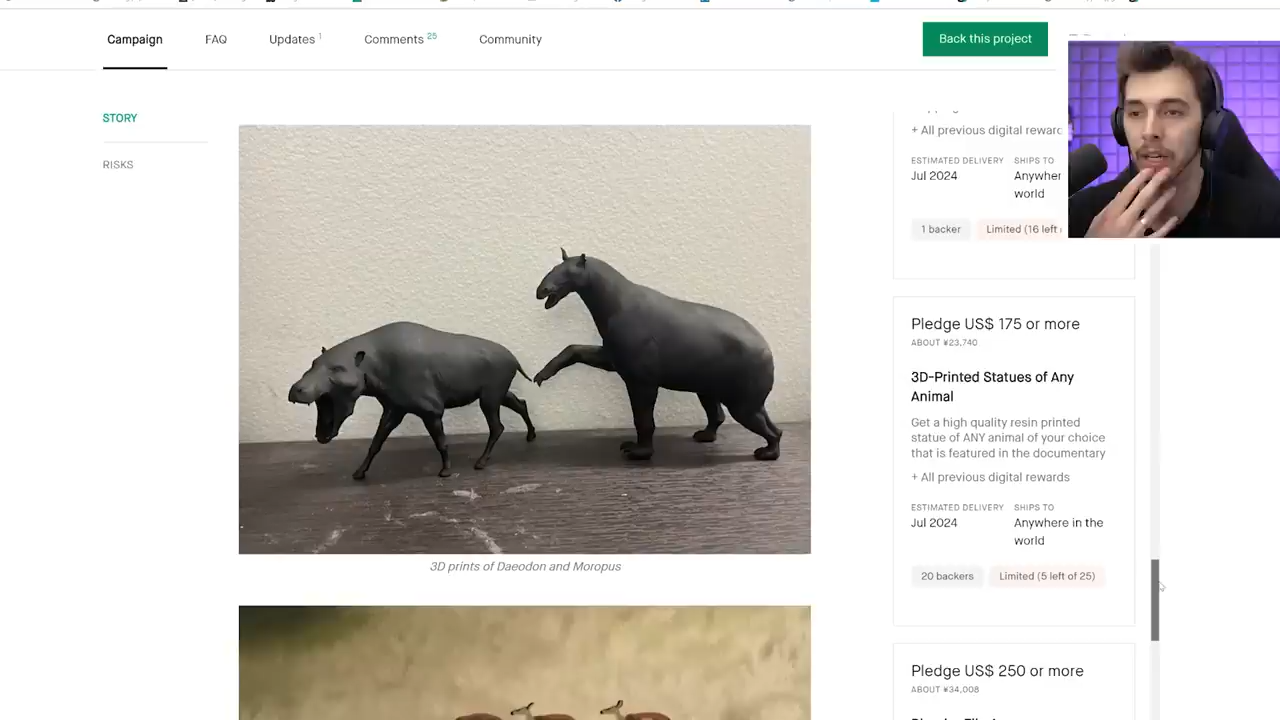 Campaign
FAQ
Updates 1
Comments 25
Community
Back this project
STORY
RISKS
3D prints of Daeodon and Moropus
+ All previous digital
ESTIMATED DELIVERY
Jul 2024
SHIPS TO
world
1 backer
Limited (16 left
Pledge US$ 175 or more
ABOUT ¥23,740
3D-Printed Statues of Any
Animal
Get a high quality resin printed
statue of ANY animal of your choice
that is featured in the documentary
+ All previous digital rewards
ESTIMATED DELIVERY
Jul 2024
SHIPS TO
Anywhere in the
world
20 backers
Limited (5 left of 25)
Pledge US$ 250 or more
ABOUT ¥34,008